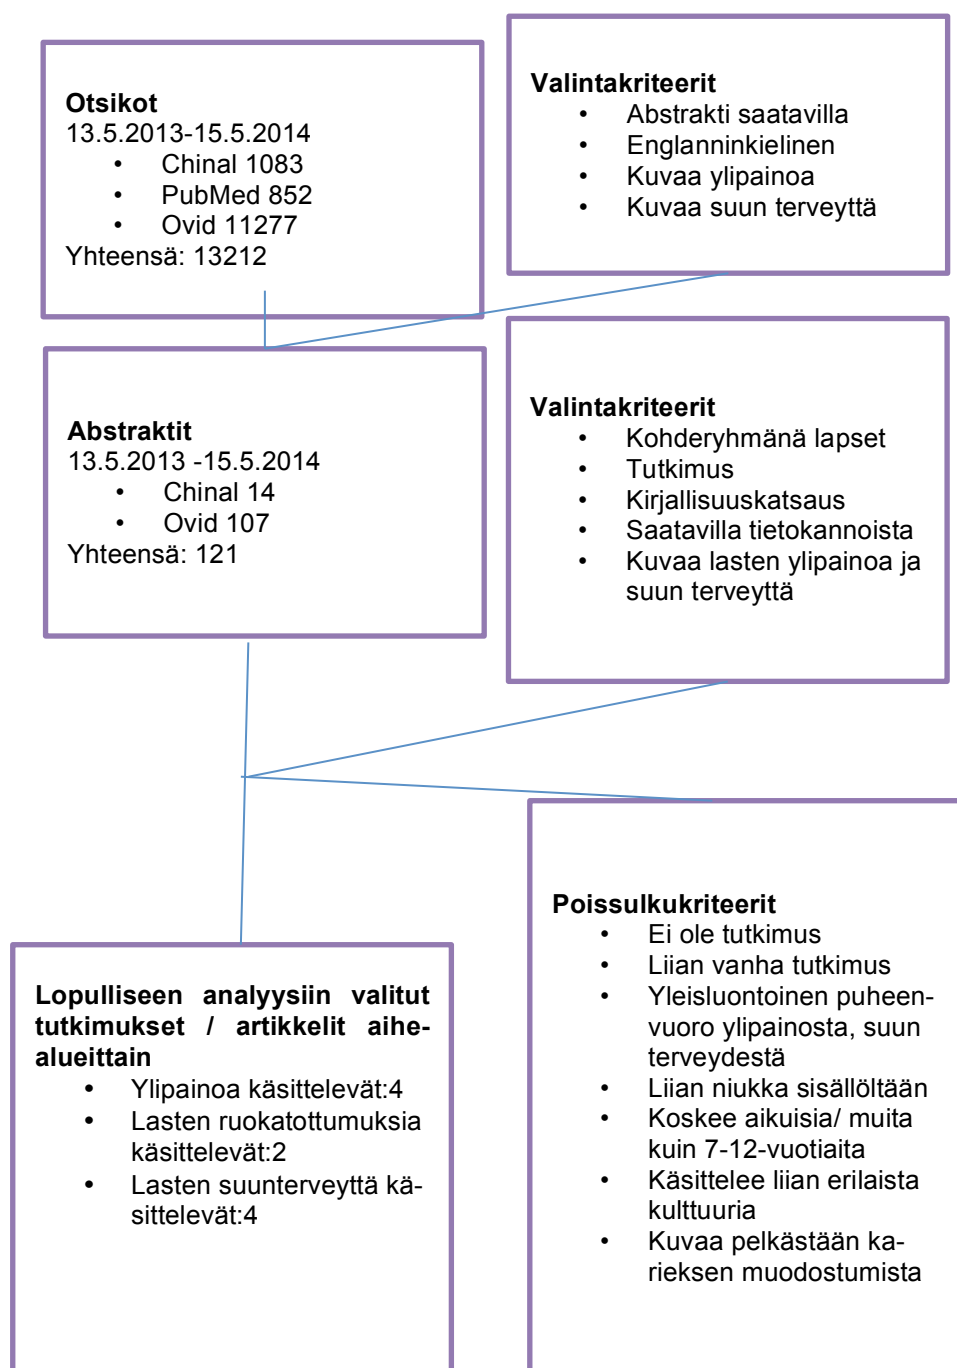 Otsikot
13.5.2013-15.5.2014
• Chinal 1083
• PubMed 852
• Ovid 11277
Yhteensä: 13212
Valintakriteerit
• Abstrakti saatavilla
• Englanninkielinen
• Kuvaa ylipainoa
• Kuvaa suun terveyttä
Abstraktit
13.5.2013 -15.5.2014
• Chinal 14
• Ovid 107
Yhteensä: 121
Valintakriteerit
• Kohderyhmänä lapset
• Tutkimus
• Kirjallisuuskatsaus
• Saatavilla tietokannoista
• Kuvaa lasten ylipainoa ja
suun terveyttä
Lopulliseen analyysiin valitut
tutkimukset / artikkelit aihe-
alueittain
• Ylipainoa käsittelevät:4
• Lasten ruokatottumuksia
käsittelevät:2
• Lasten suunterveyttä kä-
sittelevät:4
Poissulkukriteerit
• Ei ole tutkimus
• Liian vanha tutkimus
• Yleisluontoinen puheen-
vuoro ylipainosta, suun
terveydestä
• Liian niukka sisällöltään
• Koskee aikuisia/ muita
kuin 7-12-vuotiaita
• Käsittelee liian erilaista
kulttuuria
• Kuvaa pelkästään ka-
rieksen muodostumista